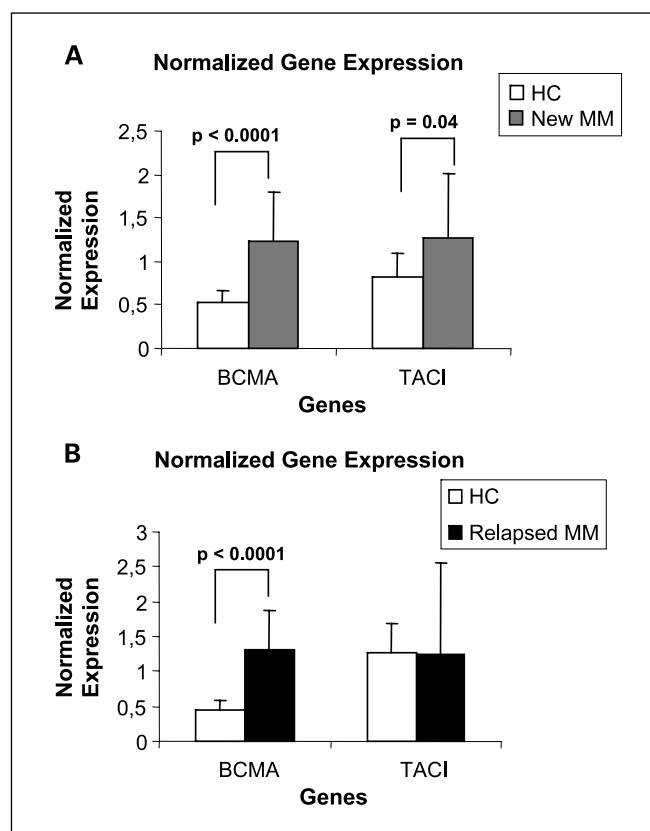 A
Normalized Gene Expression
HC
New MM
p < 0.0001
p = 0.04
Normalized
Expression
2,5
2
1,5
1
0,5
0
BCMA
TACI
Genes
B
Normalized Gene Expression
HC
Relapsed MM
p < 0.0001
Normalized
Expression
3
2,5
2
1,5
1
0,5
0
BCMA
TACI
Genes